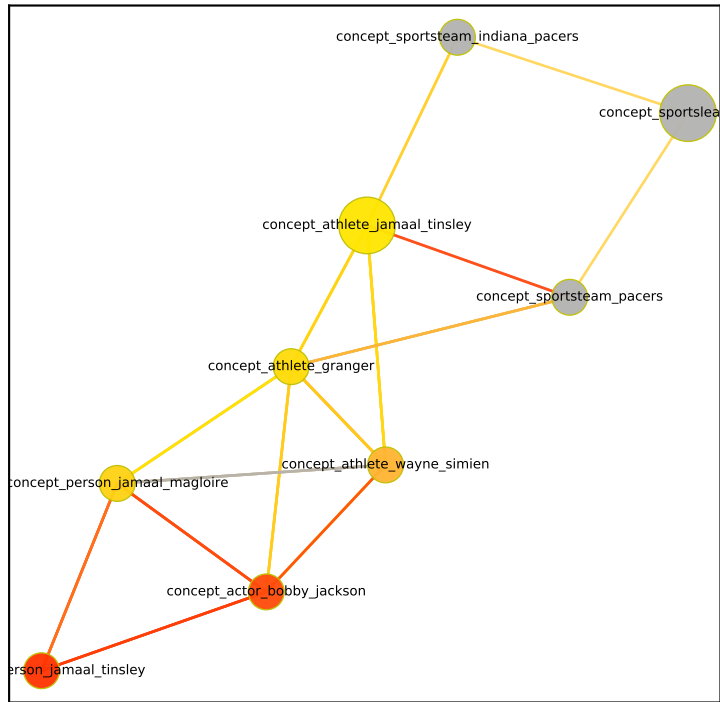 concept_sportsteam_indiana_pacers
concept_sportslea
concept_athlete_jamaal_tinsley
concept_sportsteam_pacers
concept_athlete_granger
concept_athlete_wayne_simien
concept_person_jamaal_magloire
concept_actor_bobby_jackson
erson_jamaal_tinsley